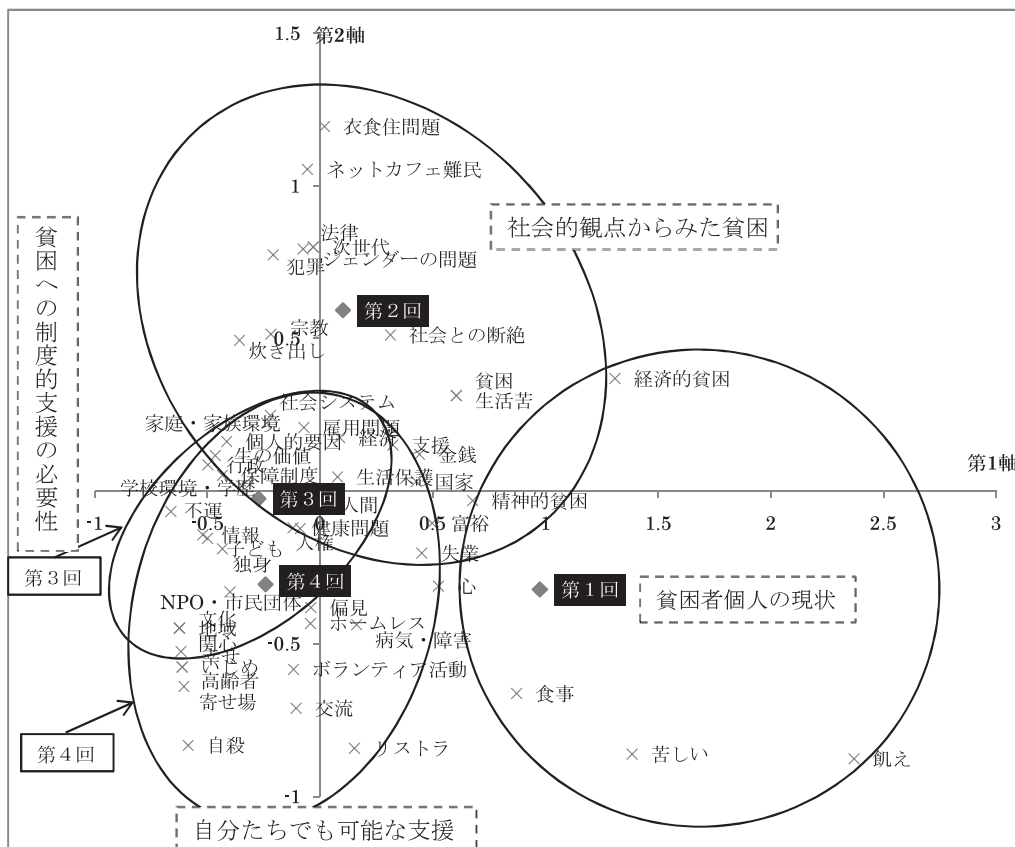 1.5
第2軸
衣食住問題
ネットカフェ難民
1
社会的観点からみた貧困
法律
次世代
ジェンダーの問題
犯罪
貧困への制度的支援の必要性
第２回
宗教
社会との断絶
0.5
炊き出し
経済的貧困
貧困
生活苦
社会システム
家庭・家族環境
雇用問題
経済
個人的要因
支援
生の価値
金銭
行政
第1軸
保障制度
生活保護
国家
学校環境・学歴
第３回
人間
精神的貧困
-1
-0.5
0
0.5
1
1.5
2
2.5
3
不運
富裕
健康問題
情報
人権
子ども
失業
独身
第３回
第４回
心
第１回
貧困者個人の現状
NPO・市民団体
偏見
文化
地域
ホームレス
関心
-0.5
病気・障害
幸せ
いじめ
ボランティア活動
高齢者
食事
寄せ場
交流
第４回
自殺
リストラ
苦しい
飢え
-1
自分たちでも可能な支援